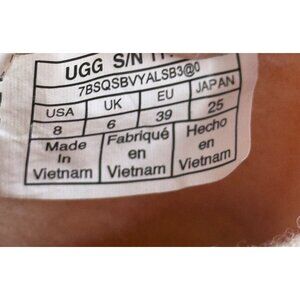 UGG S/N
7BSQSBVYYALSB3@0
USA UK EU JAPAN
8 6 39 25
Made Fabriqué Hecho
In en en
Vietnam Vietnam Vietnam